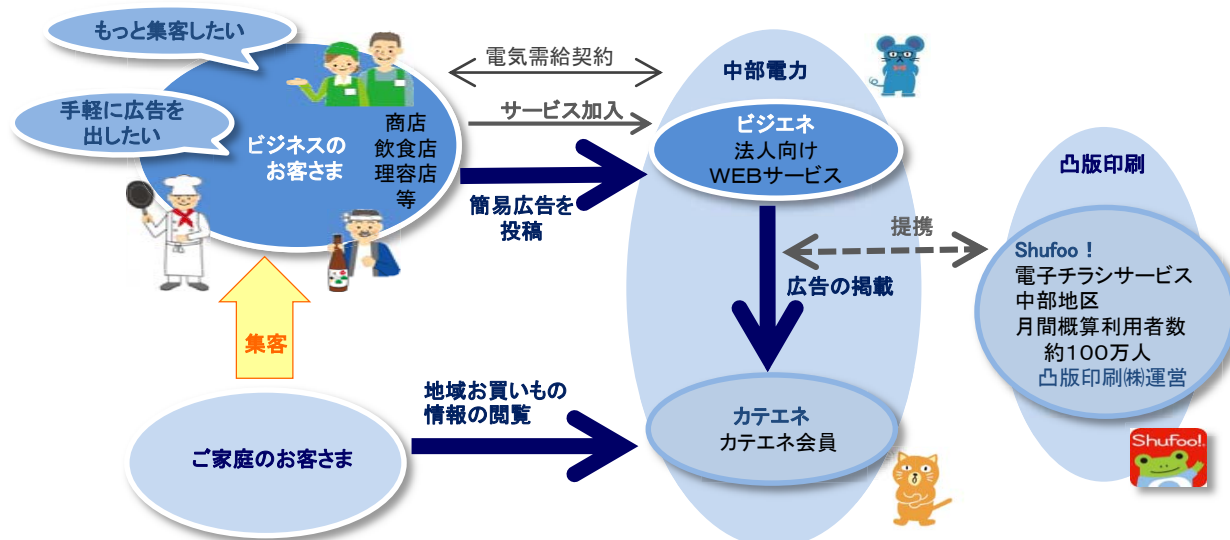 もっと集客したい
手軽に広告を
出したい
ビジネスの
お客さま
商店
飲食店
理容店
等
電気需給契約
サービス加入
簡易広告を
投稿
中部電力
ビジエネ
法人向け
WEBサービス
提携
広告の掲載
凸版印刷
Shufoo!
電子チラシサービス
中部地区
月間概算利用者数
約100万人
凸版印刷㈱運営
集客
地域お買いもの
情報の閲覧
ご家庭のお客さま
カテエネ
カテエネ会員
Shufoo!